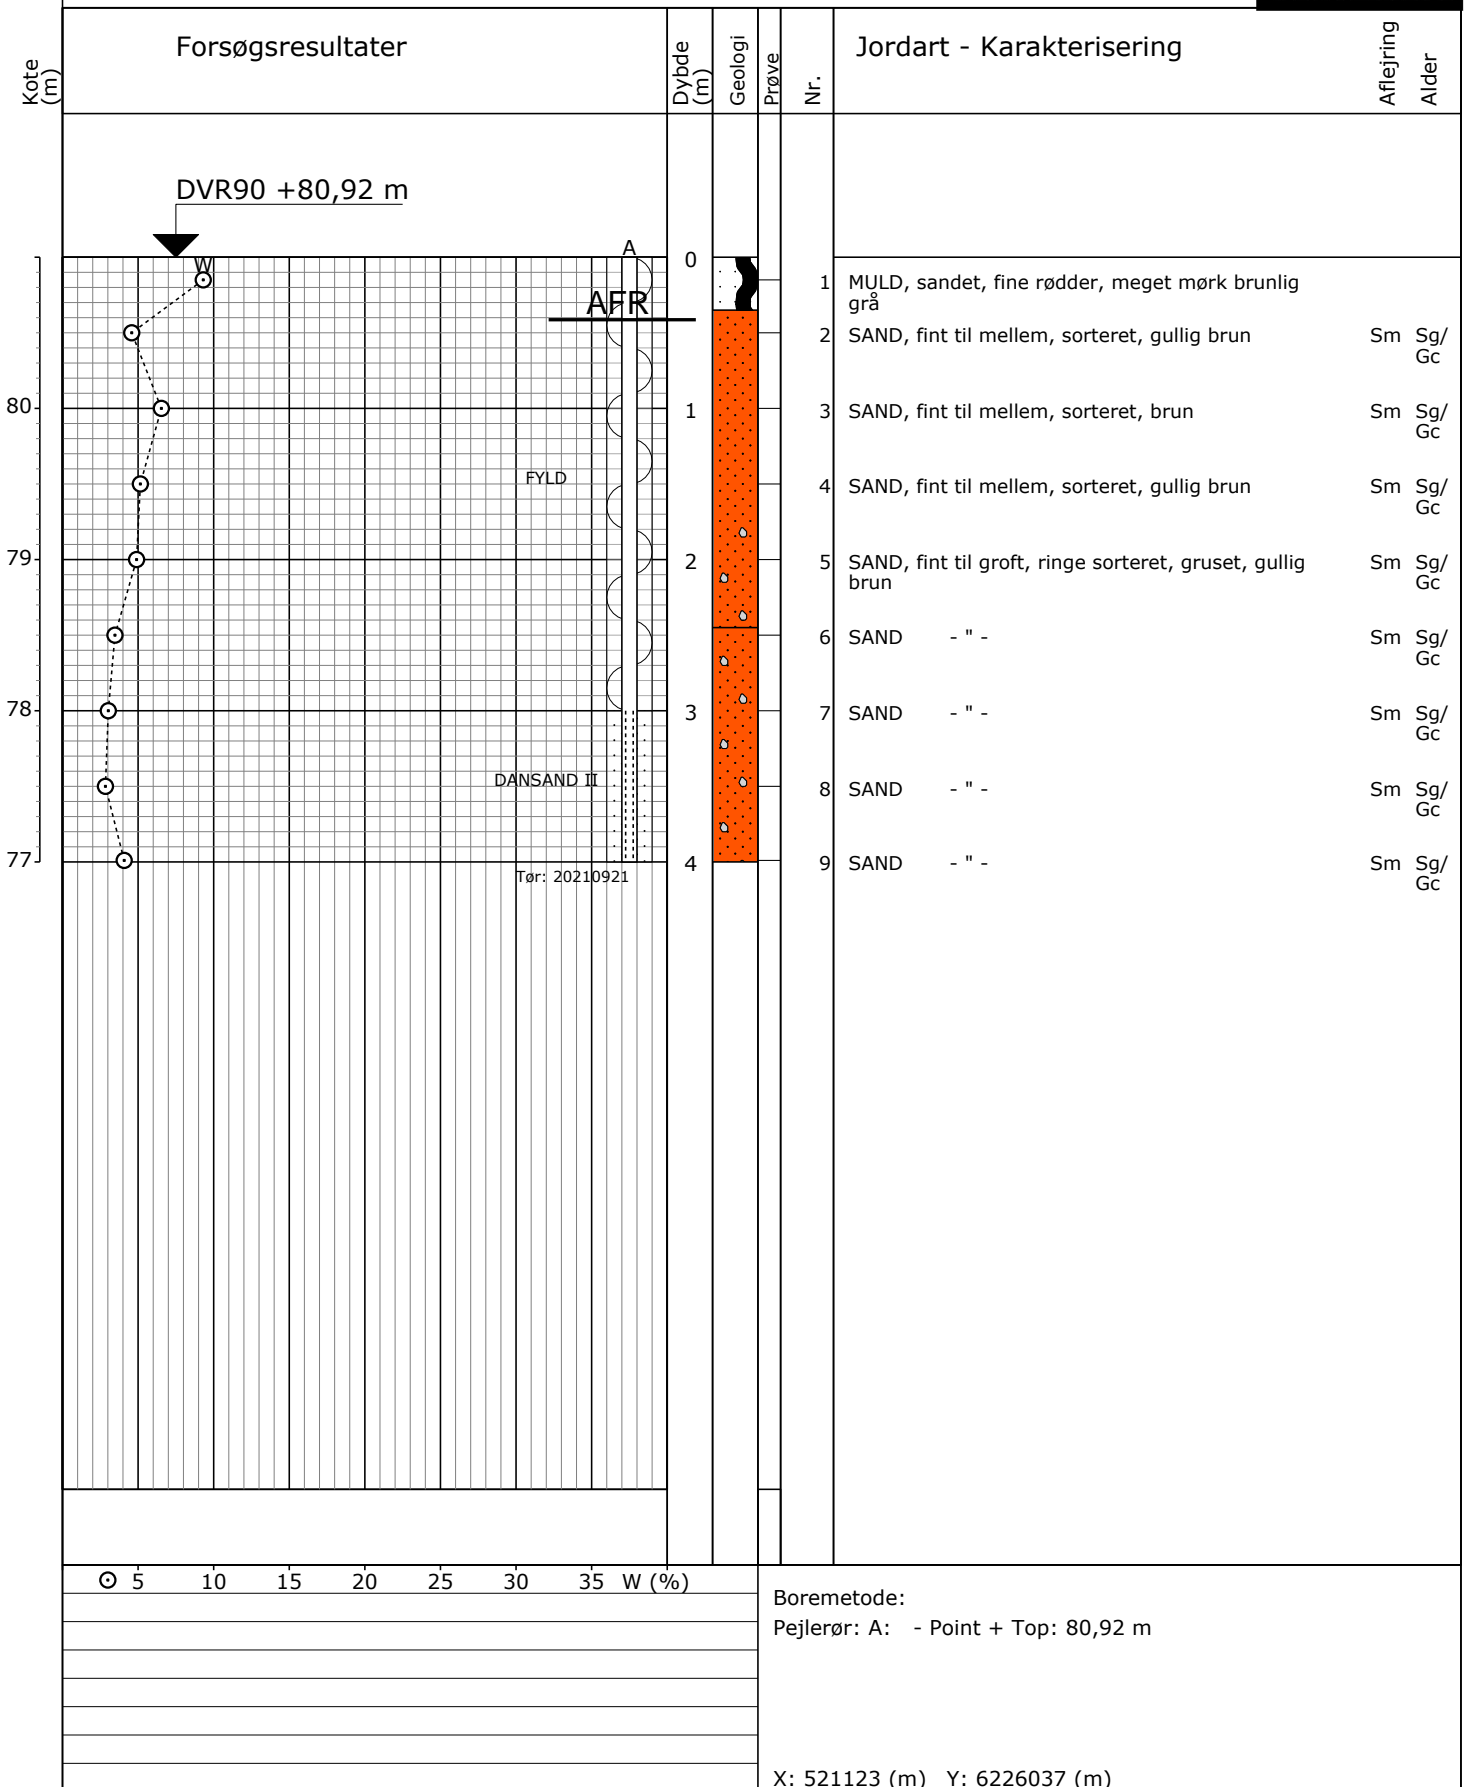 Kote
(m)
Forsøgsresultater
Dybde
(m)
Geologi
Prøve
Nr.
Jordart - Karakterisering
Aflejring
Alder
DVR90 +80,92 m
W
A
0
AFR
1 MULD, sandet, fine rødder, meget mørk brunlig
grå
2 SAND, fint til mellem, sorteret, gullig brun Sm Sg/
Gc
80 1
3 SAND, fint til mellem, sorteret, brun Sm Sg/
Gc
FYLD
4 SAND, fint til mellem, sorteret, gullig brun Sm Sg/
Gc
79 2
5 SAND, fint til groft, ringe sorteret, gruset, gullig Sm Sg/
brun Gc
6 SAND - " - Sm Sg/
Gc
78 3
7 SAND - " - Sm Sg/
Gc
DANSAND II
8 SAND - " - Sm Sg/
Gc
77 4
9 SAND - " - Sm Sg/
Gc
Tør: 20210921
5 10 15 20 25 30 35 W (%)
Boremetode:
Pejlerør: A: - Point + Top: 80,92 m
X: 521123 (m) Y: 6226037 (m)